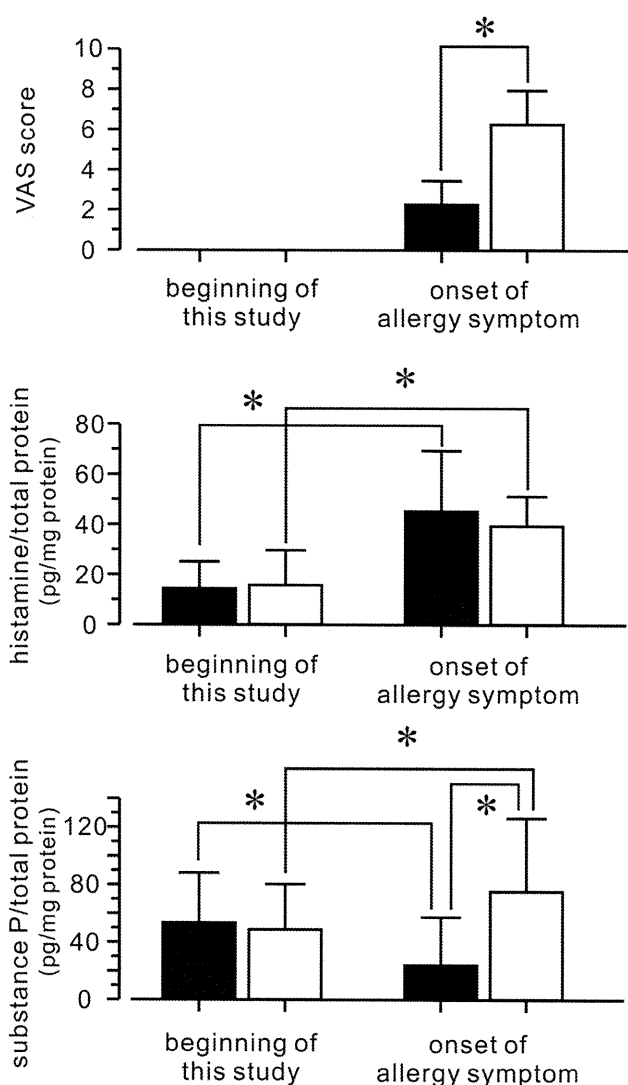 *
10
8
6
4
2
0
VAS score
beginning of
this study
onset of
allergy symptom
*
*
80
60
40
20
0
histamine/total protein
(pg/mg protein)
beginning of
this study
onset of
allergy symptom
*
*
*
120
80
40
0
substance P/total protein
(pg/mg protein)
beginning of
this study
onset of
allergy symptom